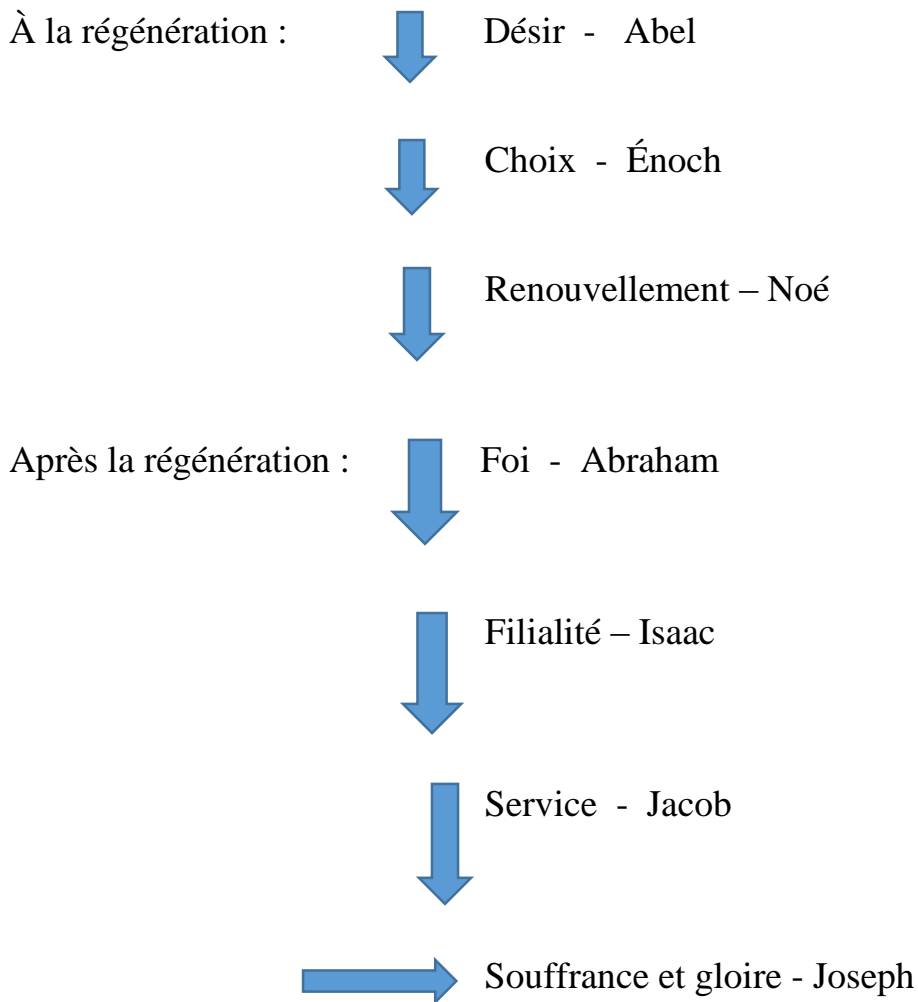 À la régénération : Désir - Abel
Choix - Énoch
Renouvellement – Noé
Après la régénération : Foi - Abraham
Filialité – Isaac
Service - Jacob
Souffrance et gloire - Joseph